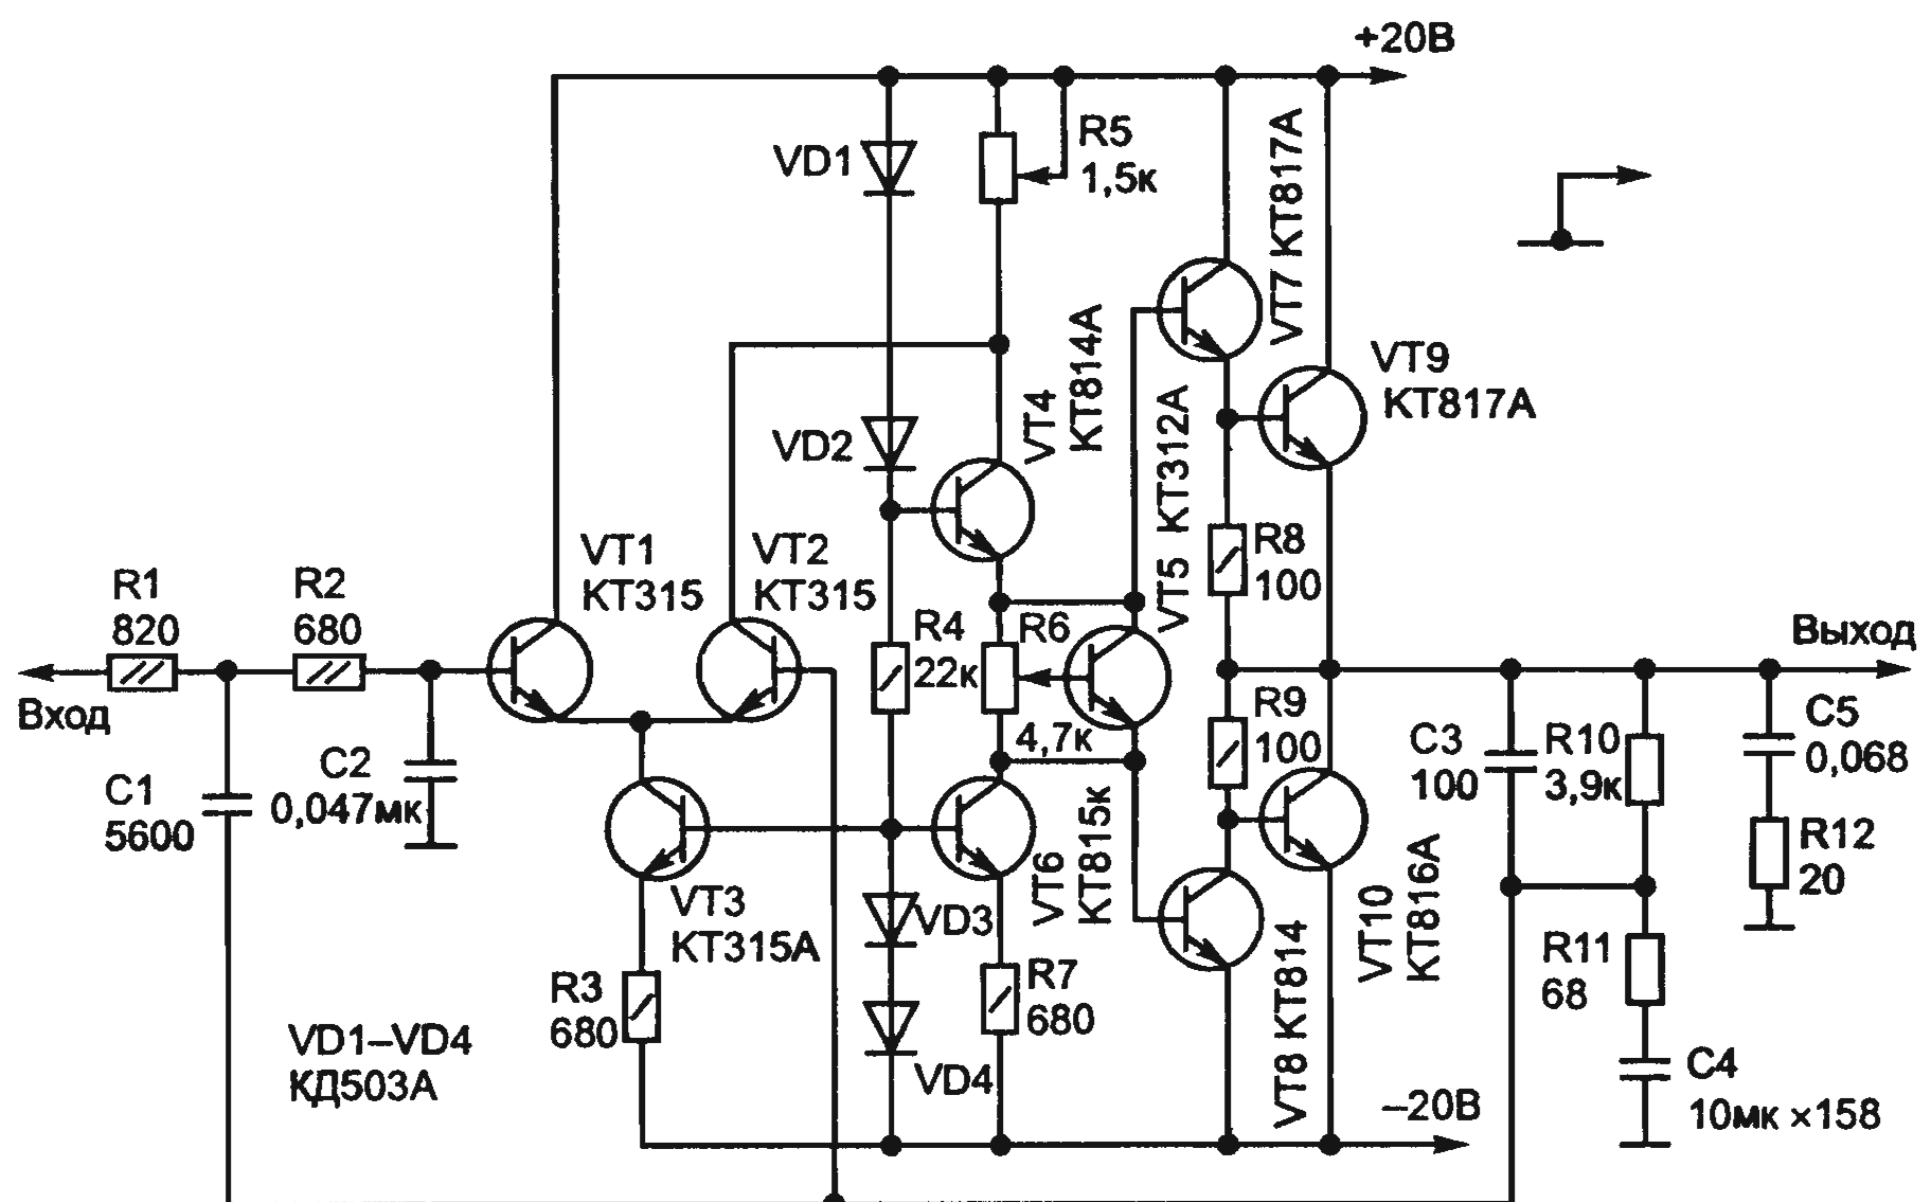 +20В
VD1
R5
1,5к
VT7 КТ817А
VT4
КТ814А
VT9
КТ817А
VD2
VT5 КТ312А
VT1
КТ315
VT2
КТ315
R1
820
R2
680
R4
22к
R6
R8
100
Выход
Вход
4,7к
R9
100
C1
5600
C2
0,047мк
C3
100
R10
3,9к
C5
0,068
VT6
КТ815к
R12
20
VT3
КТ315А
VD3
VT10
КТ816А
R3
680
R7
680
R11
68
VT8 КТ814
VD1–VD4
КД503А
VD4
–20В
C4
10мк ×158